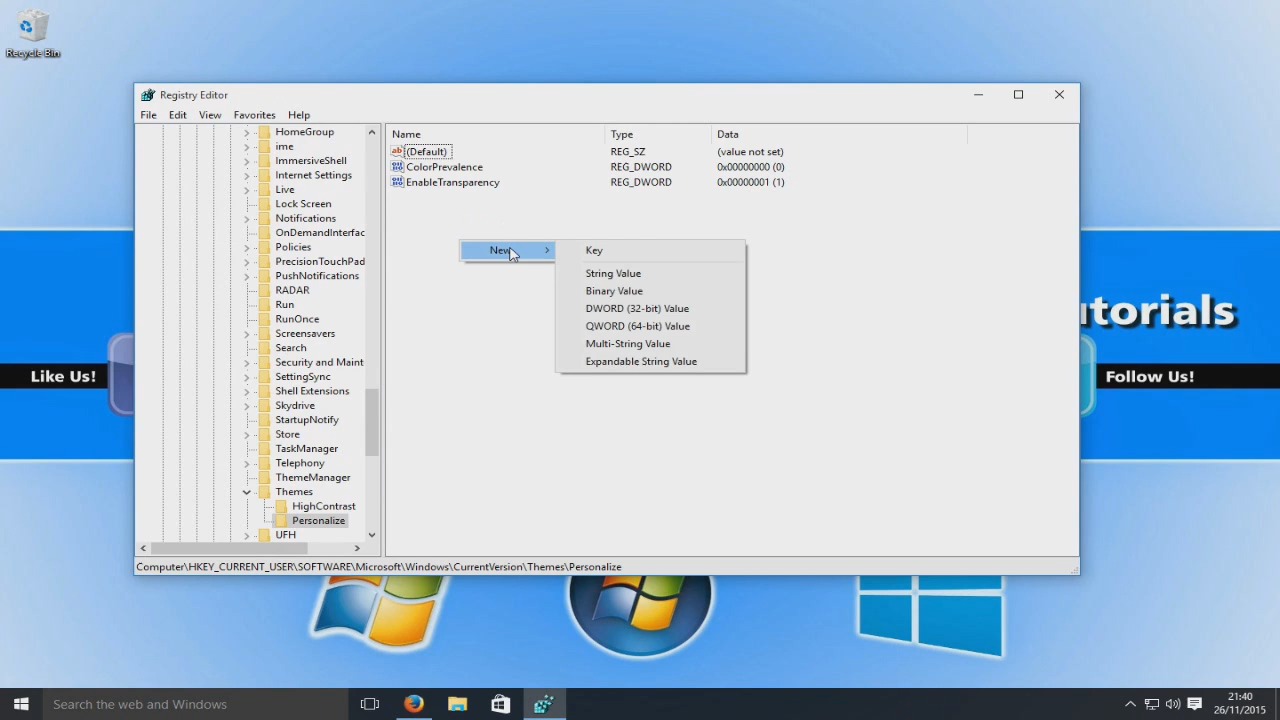 Recycle Bin
Registry Editor
File Edit View Favorites Help
HomeGroup
ime
ImmersiveShell
Internet Settings
Live
Lock Screen
Notifications
OnDemandInterfac
Policies
PrecisionTouchPad
PushNotifications
RADAR
Run
RunOnce
Screensavers
Search
Security and Maint
SettingSync
Shell Extensions
Skydrive
StartupNotify
Store
TaskManager
Telephony
ThemeManager
Themes
HighContrast
Personalize
UFH
Name Type Data
(Default) REG_SZ (value not set)
ColorPrevalence REG_DWORD 0x00000000 (0)
EnableTransparency REG_DWORD 0x00000001 (1)
New
Key
String Value
Binary Value
DWORD (32-bit) Value
QWORD (64-bit) Value
Multi-String Value
Expandable String Value
Computer\HKEY_CURRENT_USER\SOFTWARE\Microsoft\Windows\CurrentVersion\Themes\Personalize
Like Us!
utorials
Follow Us!
Search the web and Windows
21:40
26/11/2015